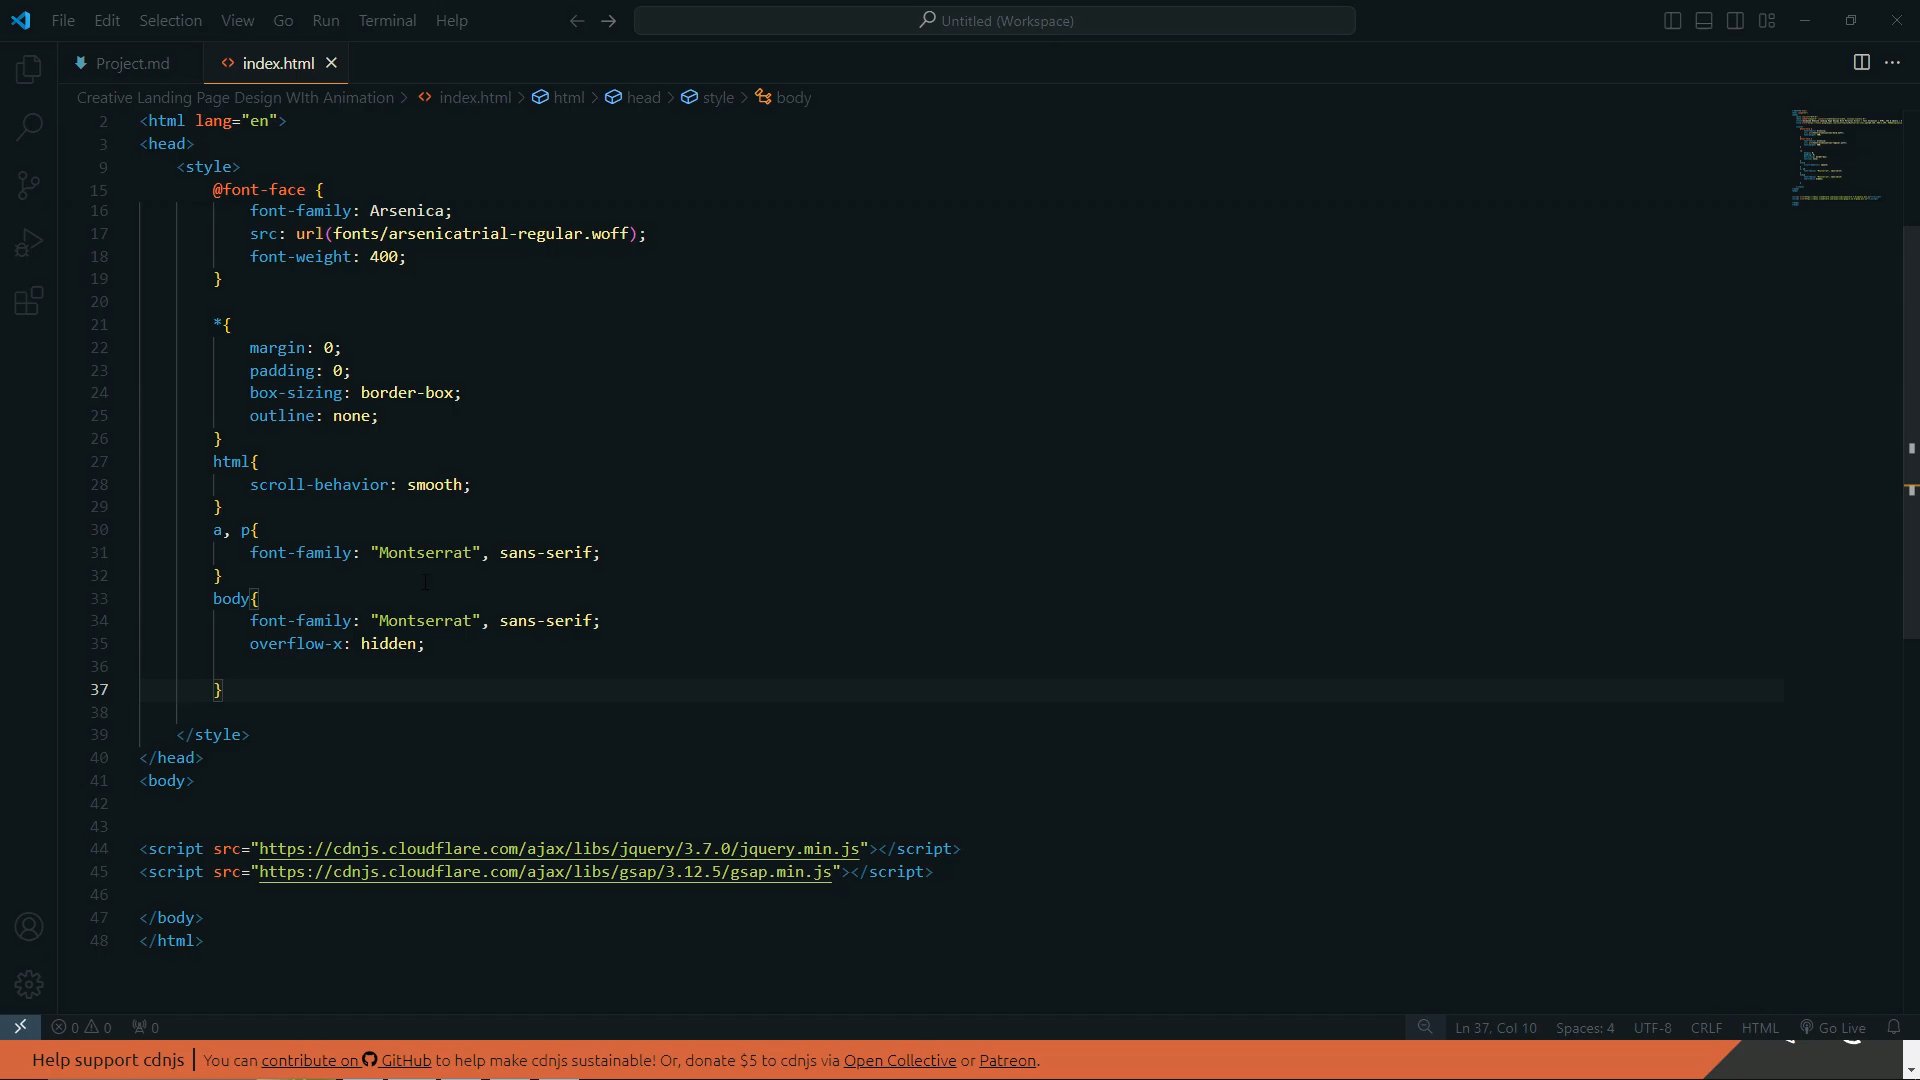 File Edit Selection View Go Run Terminal Help Untitled (Workspace)
Project.md index.html
Creative Landing Page Design WIth Animation > index.html > html > head > style > body
2 <html lang="en">
3 <head>
9 <style>
15 @font-face {
16 font-family: Arsenica;
17 src: url(fonts/arsenicatrial-regular.woff);
18 font-weight: 400;
19 }
20
21 *{
22 margin: 0;
23 padding: 0;
24 box-sizing: border-box;
25 outline: none;
26 }
27 html{
28 scroll-behavior: smooth;
29 }
30 a, p{
31 font-family: "Montserrat", sans-serif;
32 }
33 body{
34 font-family: "Montserrat", sans-serif;
35 overflow-x: hidden;
36
37 }
38
39 </style>
40 </head>
41 <body>
42
43
44 <script src="https://cdnjs.cloudflare.com/ajax/libs/jquery/3.7.0/jquery.min.js"></script>
45 <script src="https://cdnjs.cloudflare.com/ajax/libs/gsap/3.12.5/gsap.min.js"></script>
46
47 </body>
48 </html>
0 0 0 Ln 37, Col 10 Spaces: 4 UTF-8 CRLF HTML Go Live
Help support cdnjs You can contribute on GitHub to help make cdnjs sustainable! Or, donate $5 to cdnjs via Open Collective or Patreon.